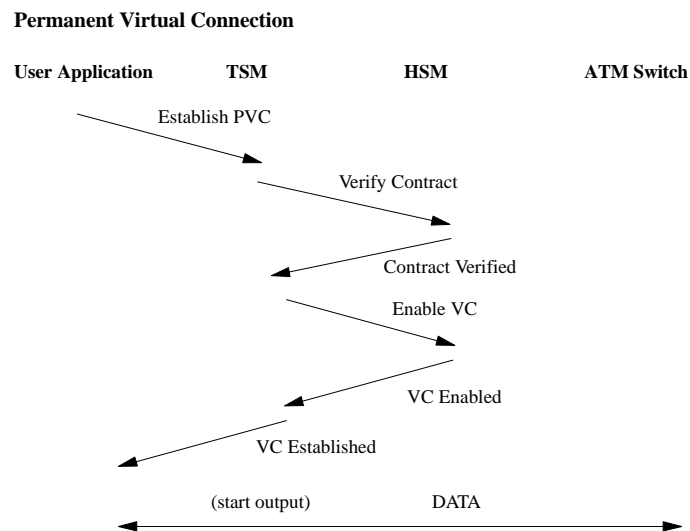 Permanent Virtual Connection
User Application TSM HSM ATM Switch
Establish PVC
Verify Contract
Contract Verified
Enable VC
VC Enabled
VC Established
(start output) DATA